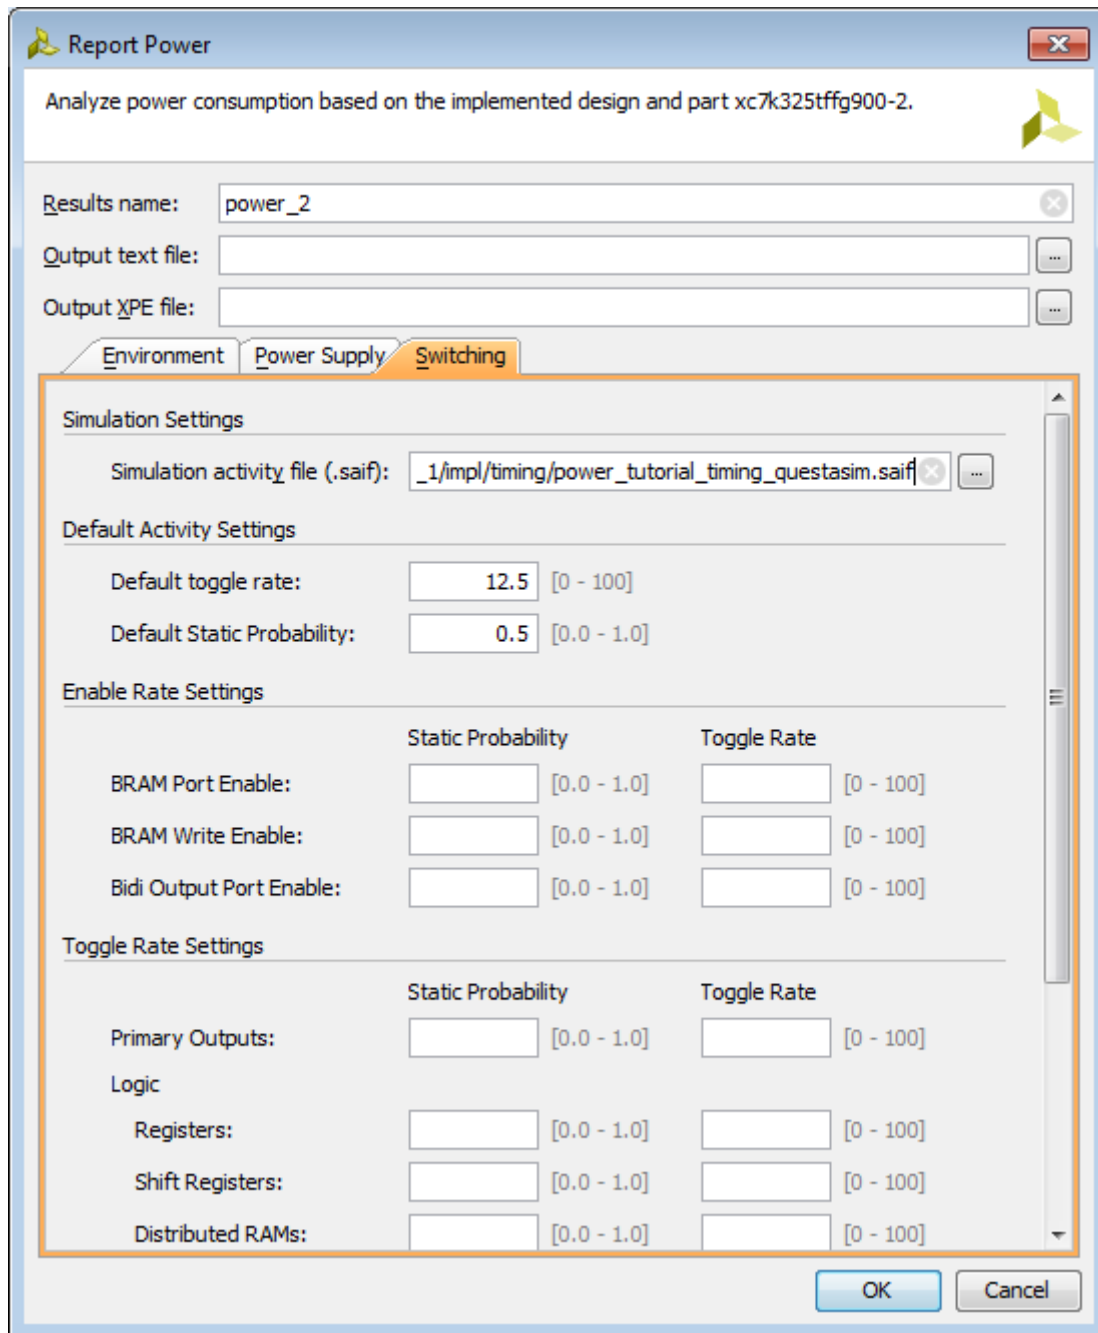 Report Power
Analyze power consumption based on the implemented design and part xc7k325tffg900-2.
Results name: power_2
Output text file: ...
Output XPE file: ...
Environment Power Supply Switching
Simulation Settings
Simulation activity file (.saif): _1/impl/timing/power_tutorial_timing_questasim.saif ...
Default Activity Settings
Default toggle rate: 12.5 [0 - 100]
Default Static Probability: 0.5 [0.0 - 1.0]
Enable Rate Settings
Static Probability Toggle Rate
BRAM Port Enable: [0.0 - 1.0] [0 - 100]
BRAM Write Enable: [0.0 - 1.0] [0 - 100]
Bidi Output Port Enable: [0.0 - 1.0] [0 - 100]
Toggle Rate Settings
Static Probability Toggle Rate
Primary Outputs: [0.0 - 1.0] [0 - 100]
Logic
Registers: [0.0 - 1.0] [0 - 100]
Shift Registers: [0.0 - 1.0] [0 - 100]
Distributed RAMs: [0.0 - 1.0] [0 - 100]
OK Cancel